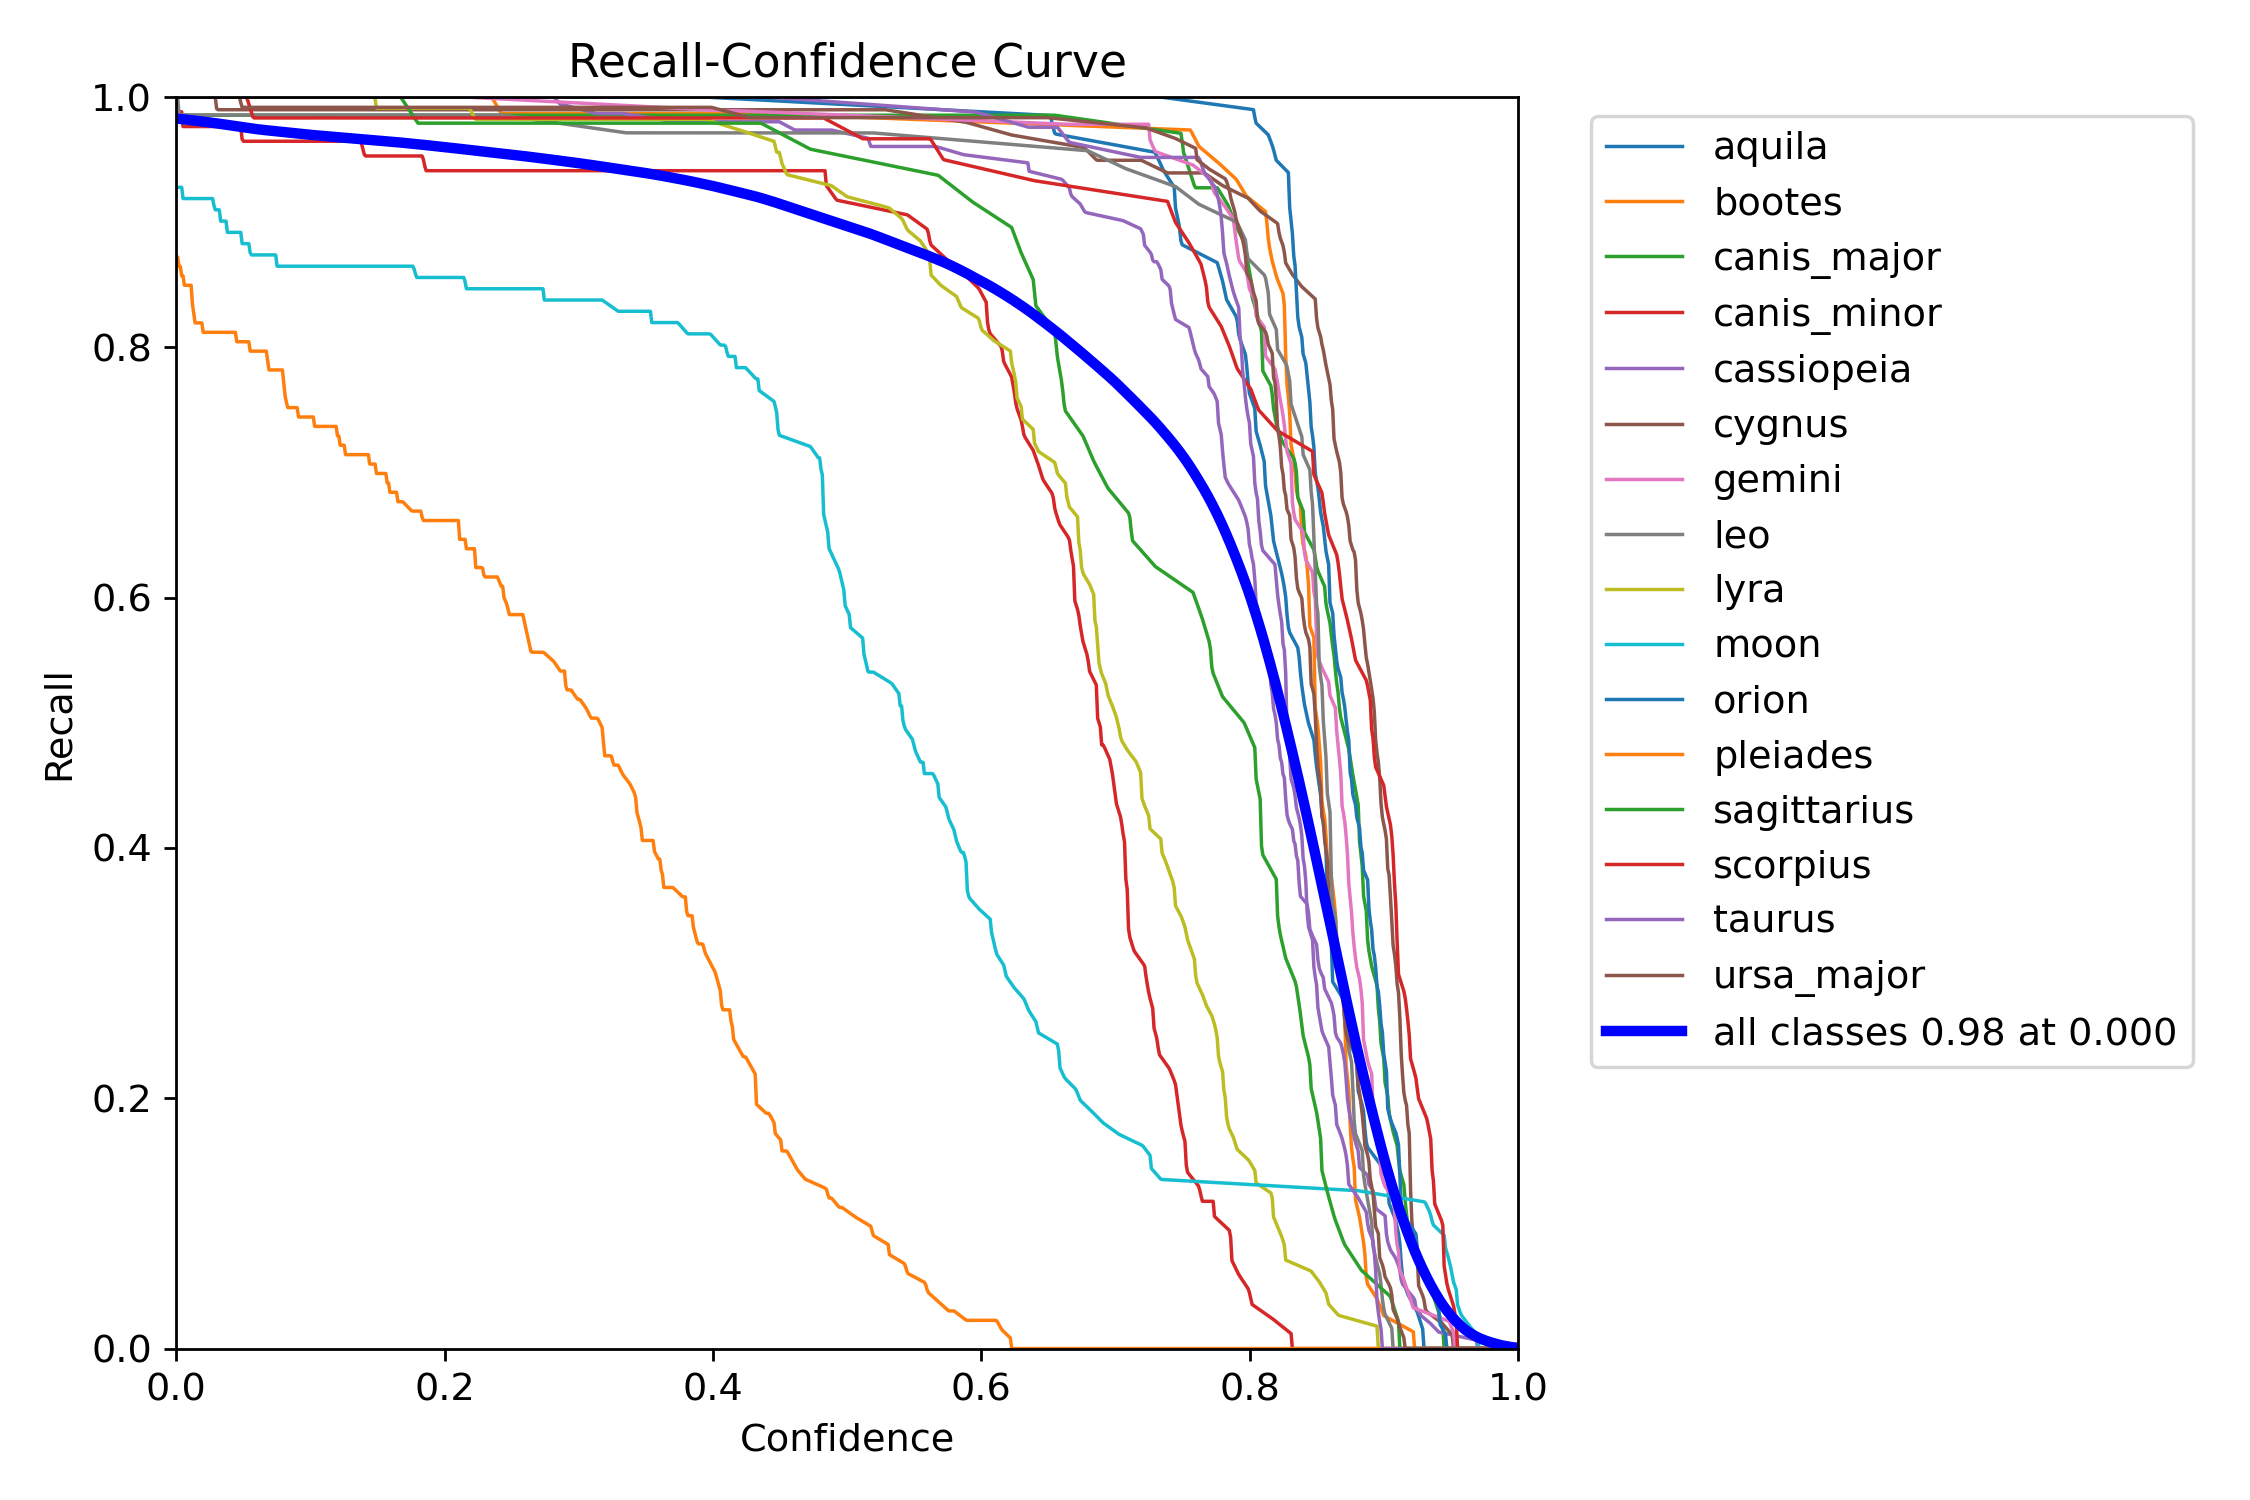 Recall-Confidence Curve
1.0
0.8
0.6
0.4
0.2
0.0
Recall
0.0 0.2 0.4 0.6 0.8 1.0
Confidence
aquila
bootes
canis_major
canis_minor
cassiopeia
cygnus
gemini
leo
lyra
moon
orion
pleiades
sagittarius
scorpius
taurus
ursa_major
all classes 0.98 at 0.000